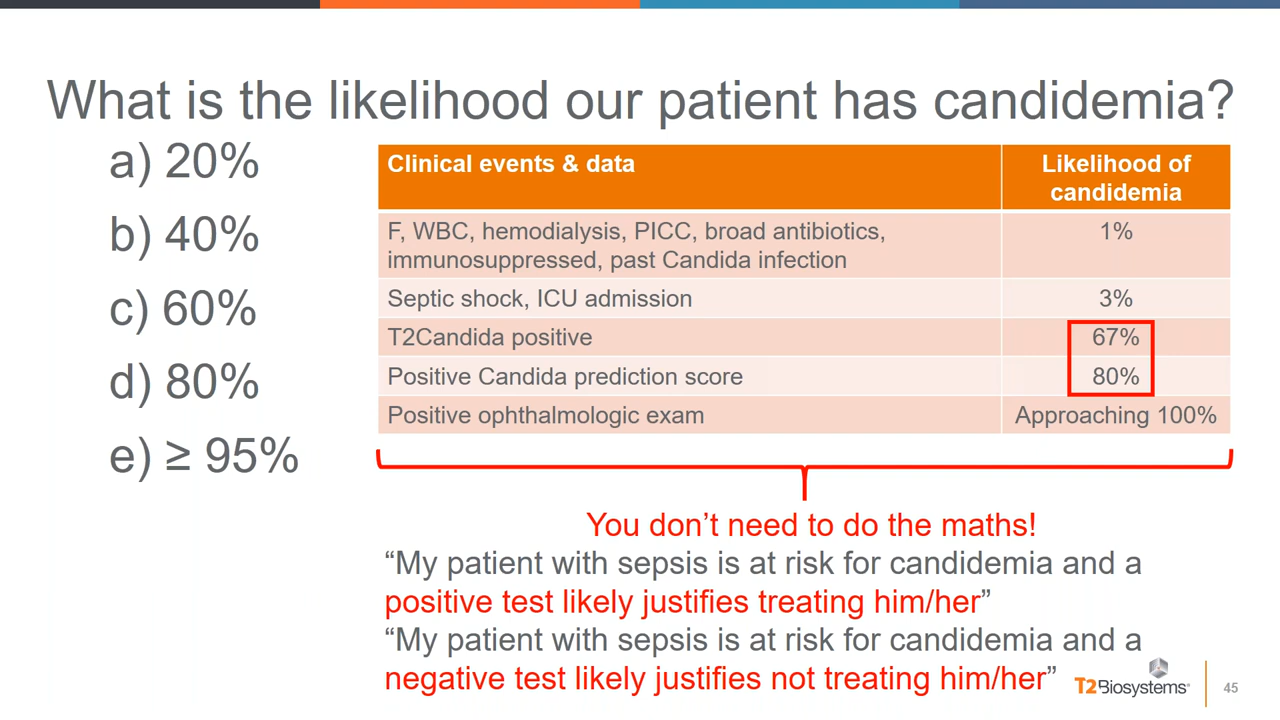 What is the likelihood our patient has candidemia?
a) 20%
b) 40%
c) 60%
d) 80%
e) ≥ 95%
Clinical events & data
Likelihood of
candidemia
F, WBC, hemodialysis, PICC, broad antibiotics,
immunosuppressed, past Candida infection
1%
Septic shock, ICU admission
3%
T2Candida positive
67%
Positive Candida prediction score
80%
Positive ophthalmologic exam
Approaching 100%
You don’t need to do the maths!
“My patient with sepsis is at risk for candidemia and a
positive test likely justifies treating him/her”
“My patient with sepsis is at risk for candidemia and a
negative test likely justifies not treating him/her”
T2Biosystems®
45